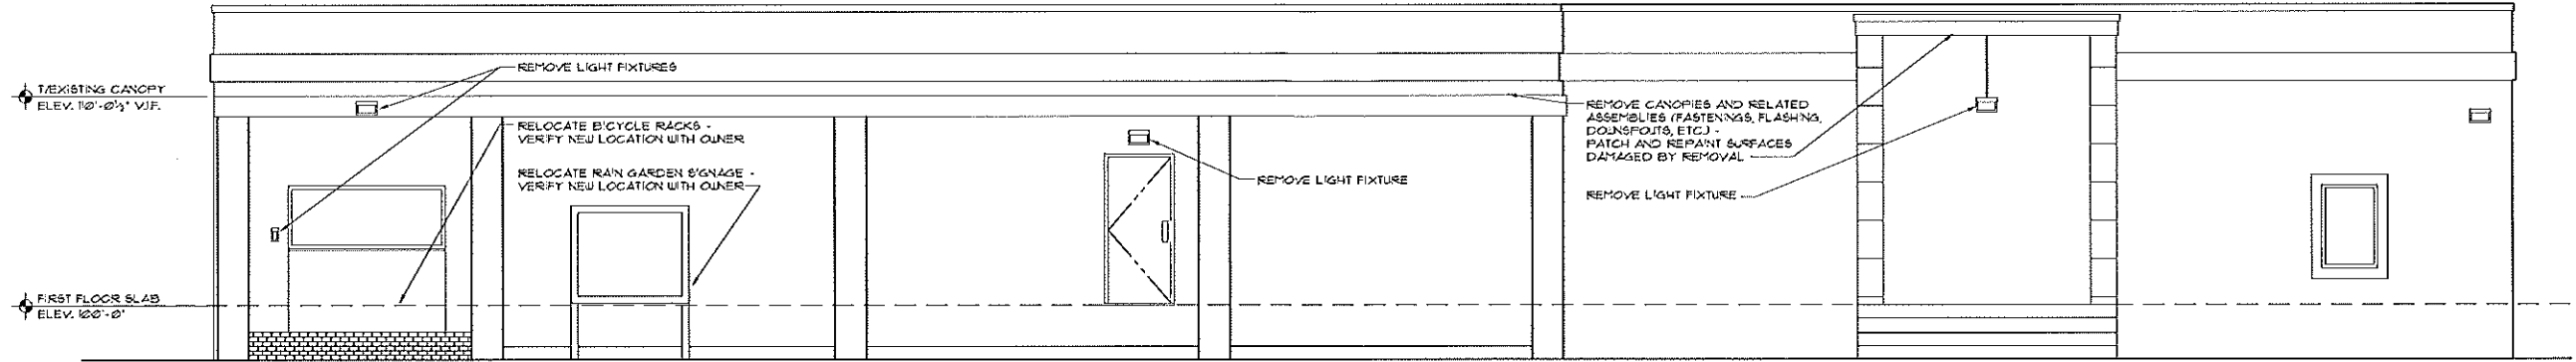 T/EXISTING CANOPY
ELEV. 110'-0½" V.I.F.
REMOVE LIGHT FIXTURES
RELOCATE BICYCLE RACKS -
VERIFY NEW LOCATION WITH OWNER
RELOCATE RAIN GARDEN SIGNAGE -
VERIFY NEW LOCATION WITH OWNER
REMOVE LIGHT FIXTURE
REMOVE CANOPIES AND RELATED
ASSEMBLIES (FASTENINGS, FLASHING,
DOWNSPOUTS, ETC.) -
PATCH AND REPAINT SURFACES
DAMAGED BY REMOVAL
REMOVE LIGHT FIXTURE
FIRST FLOOR SLAB
ELEV. 100'-0"